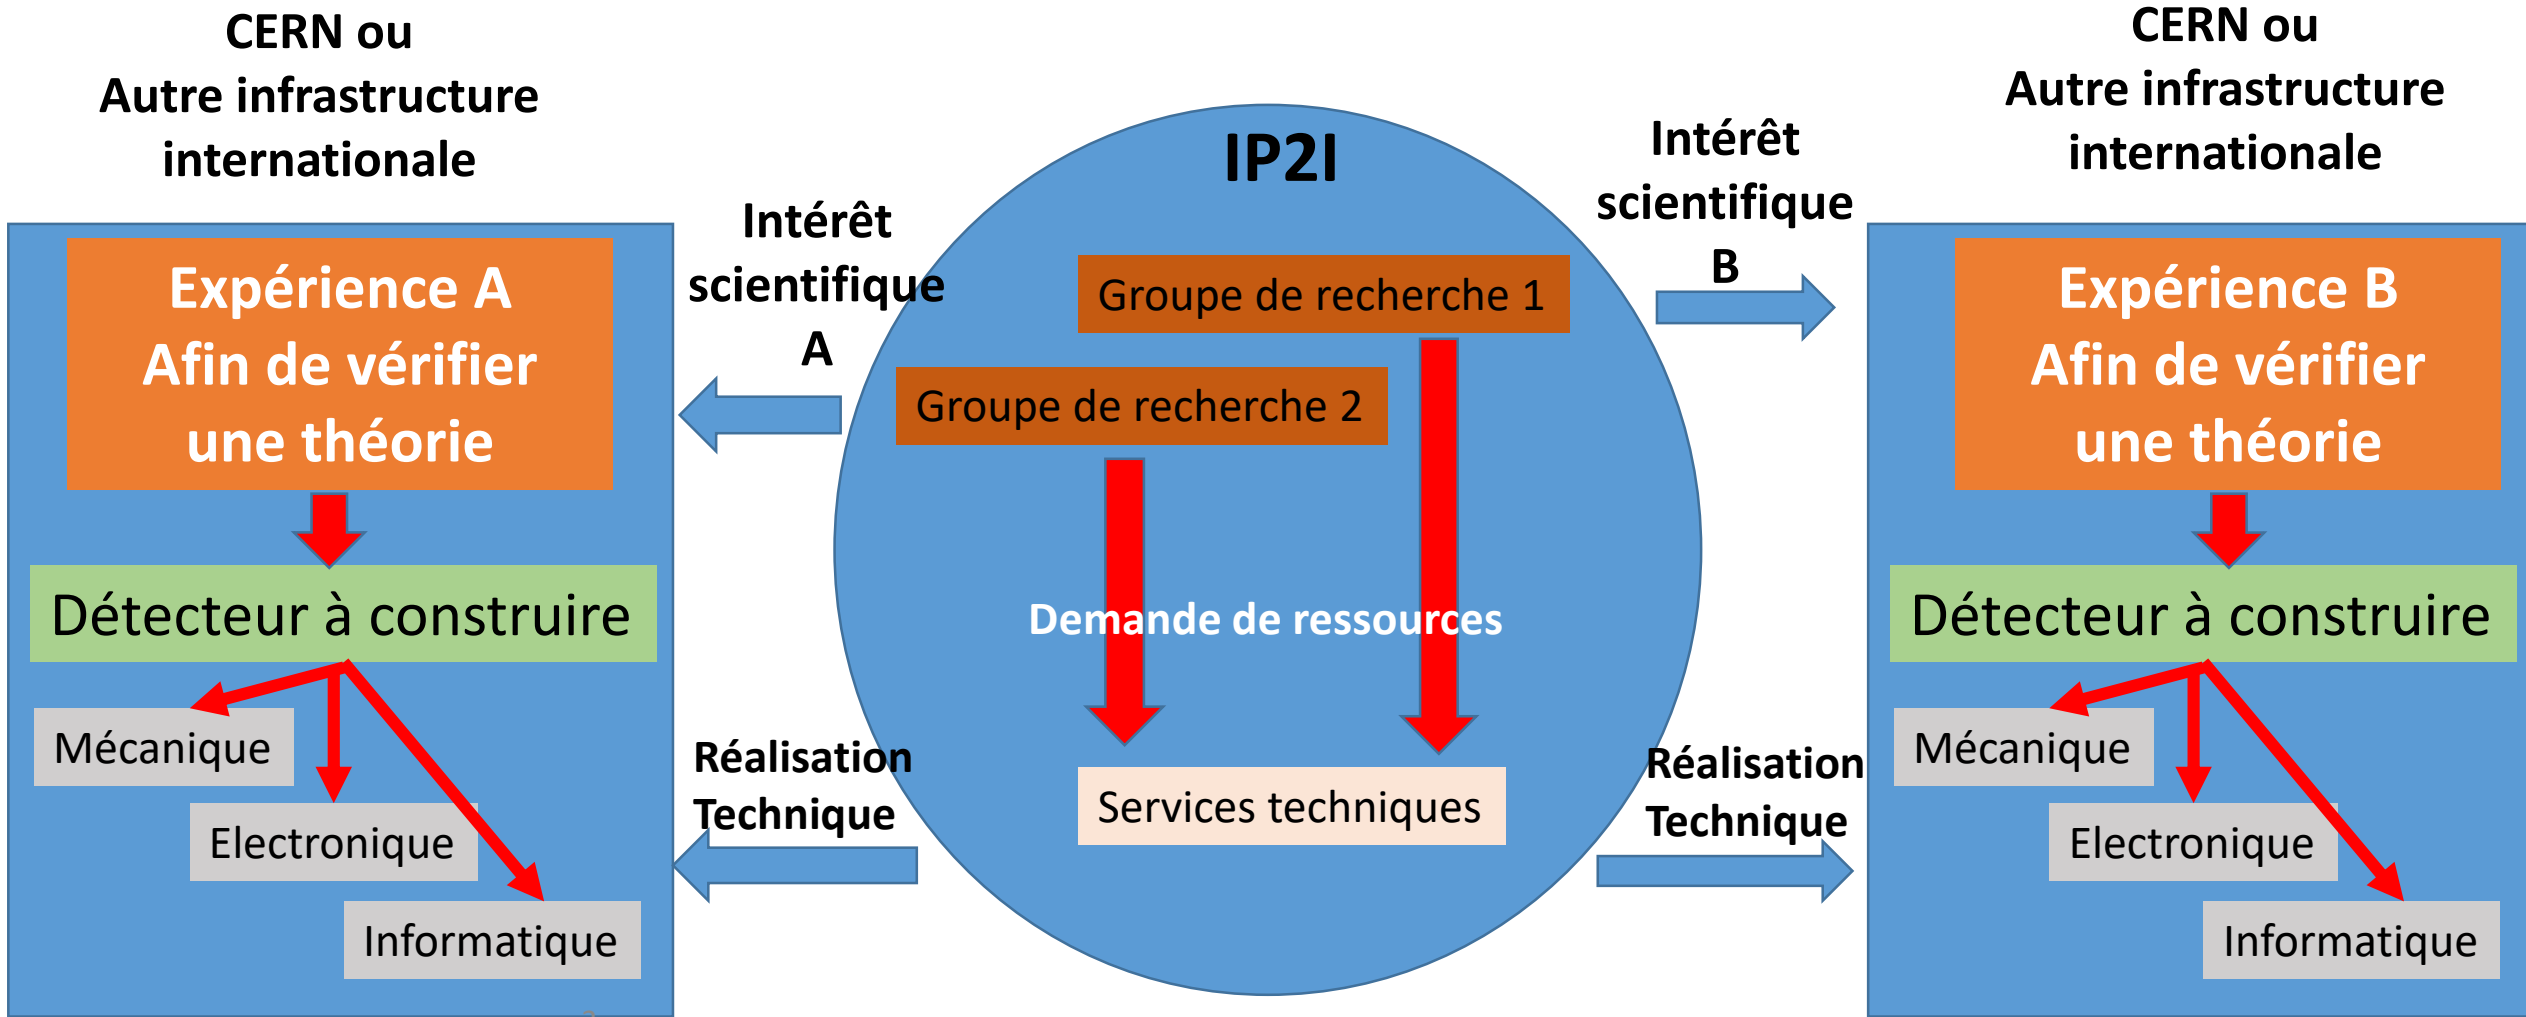 CERN ou
Autre infrastructure
internationale
Expérience A
Afin de vérifier
une théorie
Détecteur à construire
Mécanique
Electronique
Informatique
Intérêt
scientifique
A
Réalisation
Technique
IP2I
Groupe de recherche 1
Groupe de recherche 2
Demande de ressources
Services techniques
Intérêt
scientifique
B
Réalisation
Technique
CERN ou
Autre infrastructure
internationale
Expérience B
Afin de vérifier
une théorie
Détecteur à construire
Mécanique
Electronique
Informatique